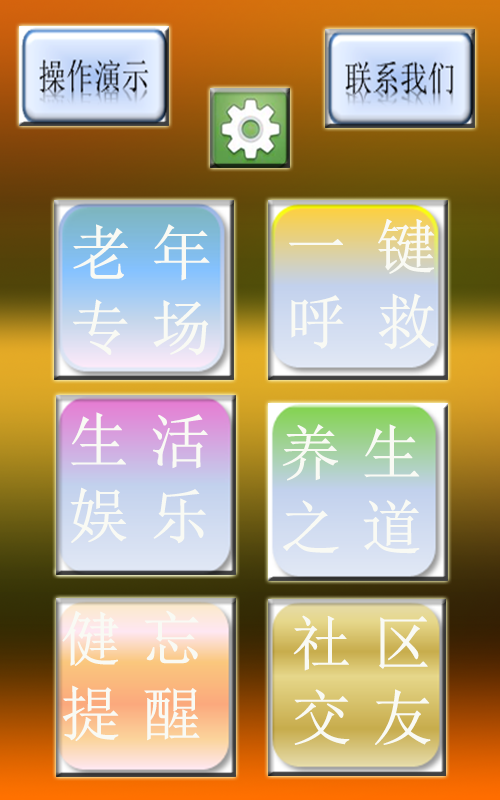 操作演示
联系我们
老年
专场
一键
呼救
生活
娱乐
养生
之道
健忘
提醒
社区
交友